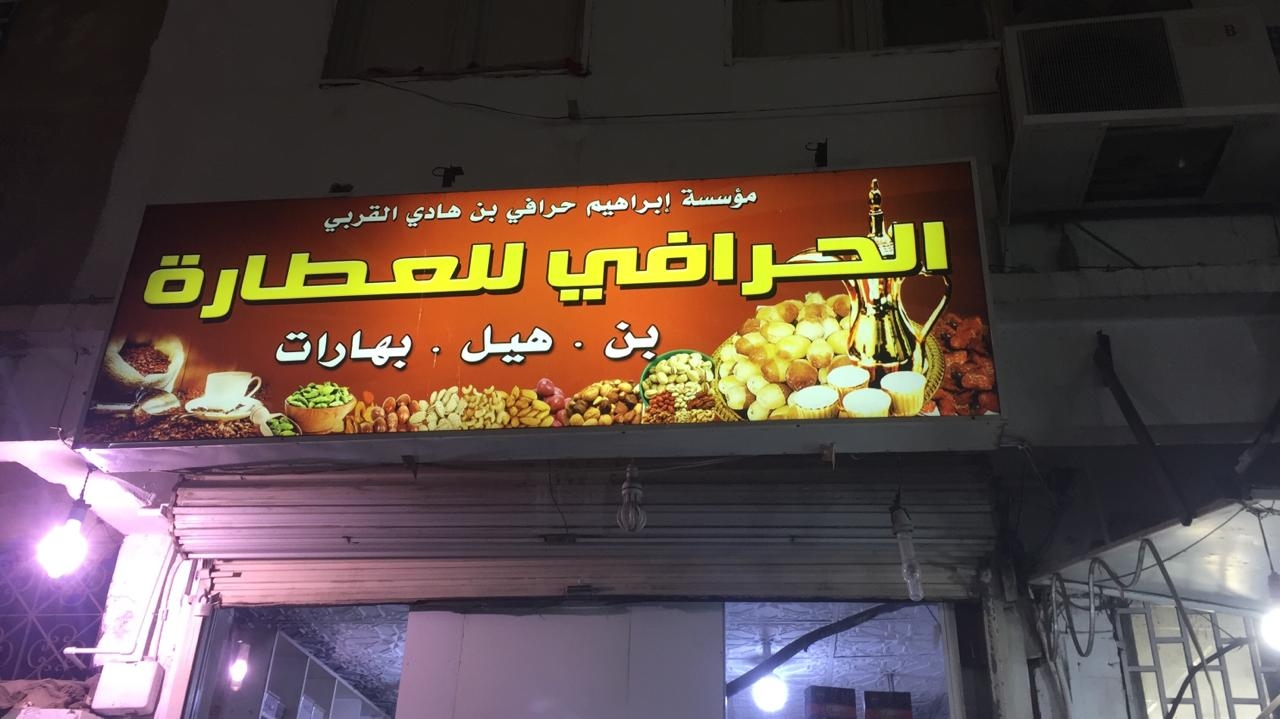 مؤسسة إبراهيم حرافي بن هادي القربي
الحرافي للعطارة
بن . هيل . بهارات